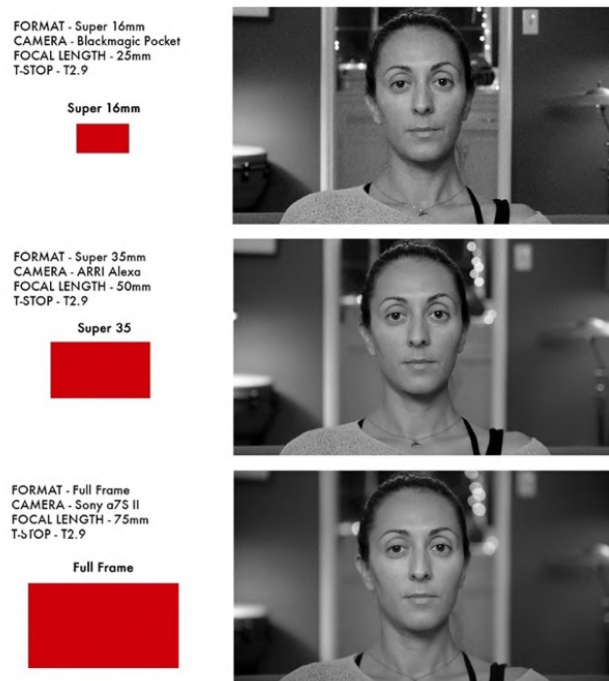 FORMAT - Super 16mm
CAMERA - Blackmagic Pocket
FOCAL LENGTH - 25mm
T-STOP - T2.9
Super 16mm
FORMAT - Super 35mm
CAMERA - ARRI Alexa
FOCAL LENGTH - 50mm
T-STOP - T2.9
Super 35
FORMAT - Full Frame
CAMERA - Sony a7S II
FOCAL LENGTH - 75mm
T-STOP - T2.9
Full Frame